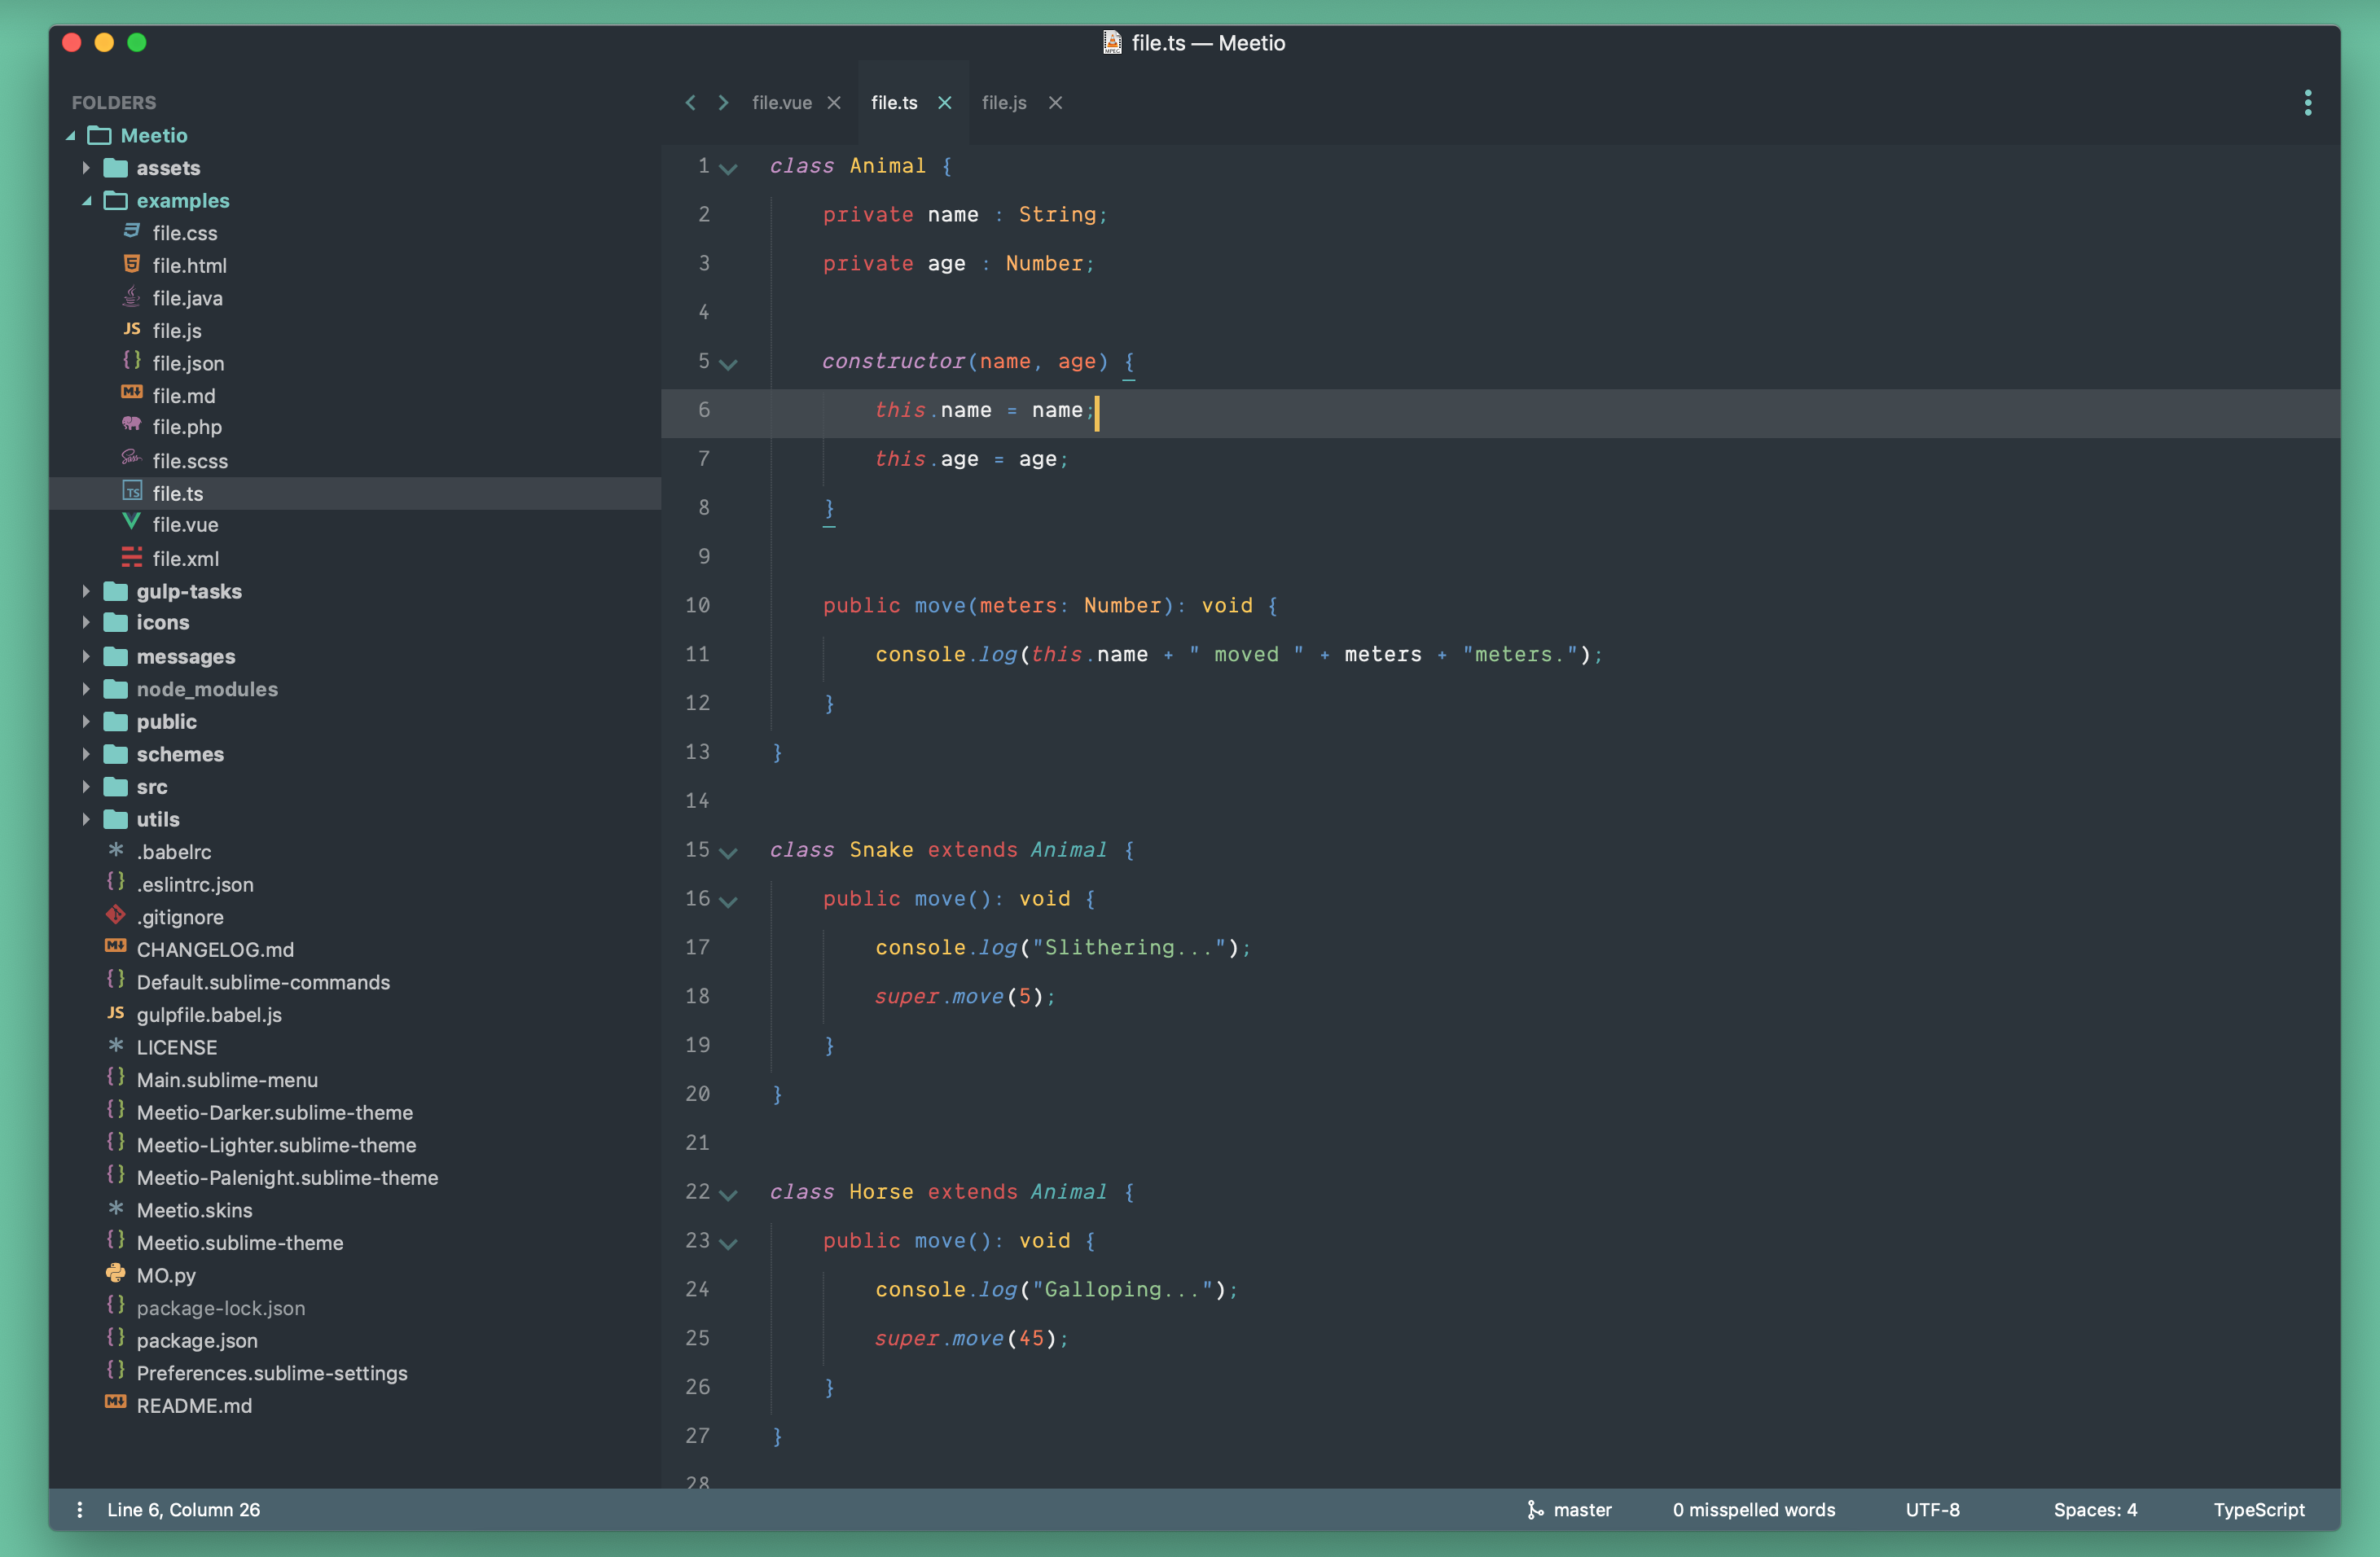 file.ts — Meetio
FOLDERS
Meetio
assets
examples
file.css
file.html
file.java
JS file.js
{} file.json
file.md
file.php
file.scss
TS file.ts
file.vue
file.xml
gulp-tasks
icons
messages
node_modules
public
schemes
src
utils
* .babelrc
{} .eslintrc.json
.gitignore
CHANGELOG.md
{} Default.sublime-commands
JS gulpfile.babel.js
* LICENSE
{} Main.sublime-menu
{} Meetio-Darker.sublime-theme
{} Meetio-Lighter.sublime-theme
{} Meetio-Palenight.sublime-theme
* Meetio.skins
{} Meetio.sublime-theme
MO.py
{} package-lock.json
{} package.json
{} Preferences.sublime-settings
README.md
file.vue file.ts file.js
1 class Animal {
2 private name : String;
3 private age : Number;
4
5 constructor(name, age) {
6 this.name = name;
7 this.age = age;
8 }
9
10 public move(meters: Number): void {
11 console.log(this.name + " moved " + meters + "meters.");
12 }
13 }
14
15 class Snake extends Animal {
16 public move(): void {
17 console.log("Slithering...");
18 super.move(5);
19 }
20 }
21
22 class Horse extends Animal {
23 public move(): void {
24 console.log("Galloping...");
25 super.move(45);
26 }
27 }
28
Line 6, Column 26 master 0 misspelled words UTF-8 Spaces: 4 TypeScript